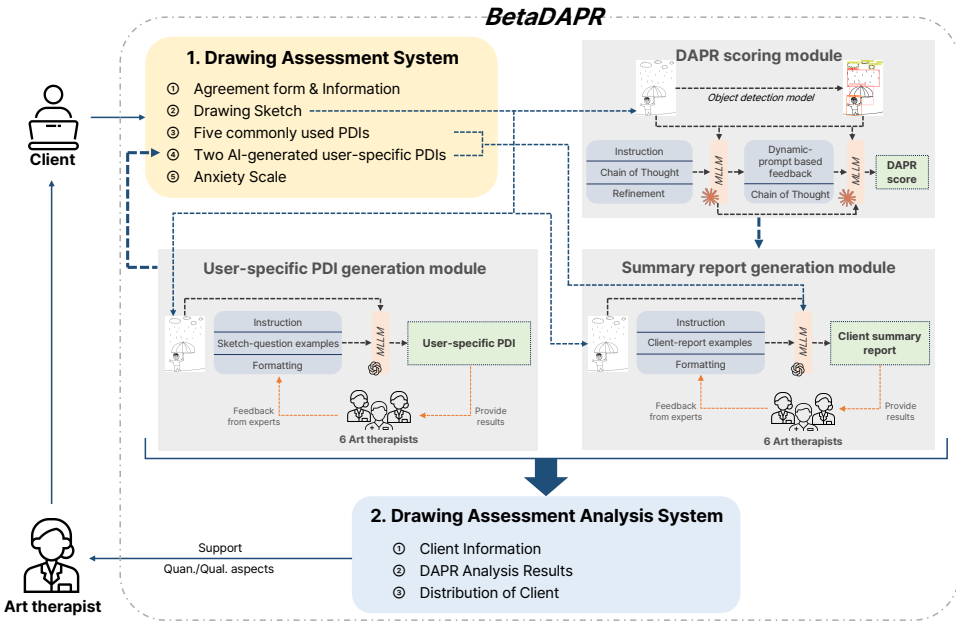 BetaDAPR
Client
1. Drawing Assessment System
① Agreement form & Information
② Drawing Sketch
③ Five commonly used PDIs
④ Two AI-generated user-specific PDIs
⑤ Anxiety Scale
DAPR scoring module
Object detection model
Instruction
Chain of Thought
Refinement
MLLM
Dynamic-
prompt based
feedback
Chain of Thought
MLLM
DAPR
score
User-specific PDI generation module
Instruction
Sketch-question examples
Formatting
MLLM
User-specific PDI
Feedback
from experts
Provide
results
6 Art therapists
Summary report generation module
Instruction
Client-report examples
Formatting
MLLM
Client summary
report
Feedback
from experts
Provide
results
6 Art therapists
2. Drawing Assessment Analysis System
① Client Information
② DAPR Analysis Results
③ Distribution of Client
Support
Quan./Qual. aspects
Art therapist